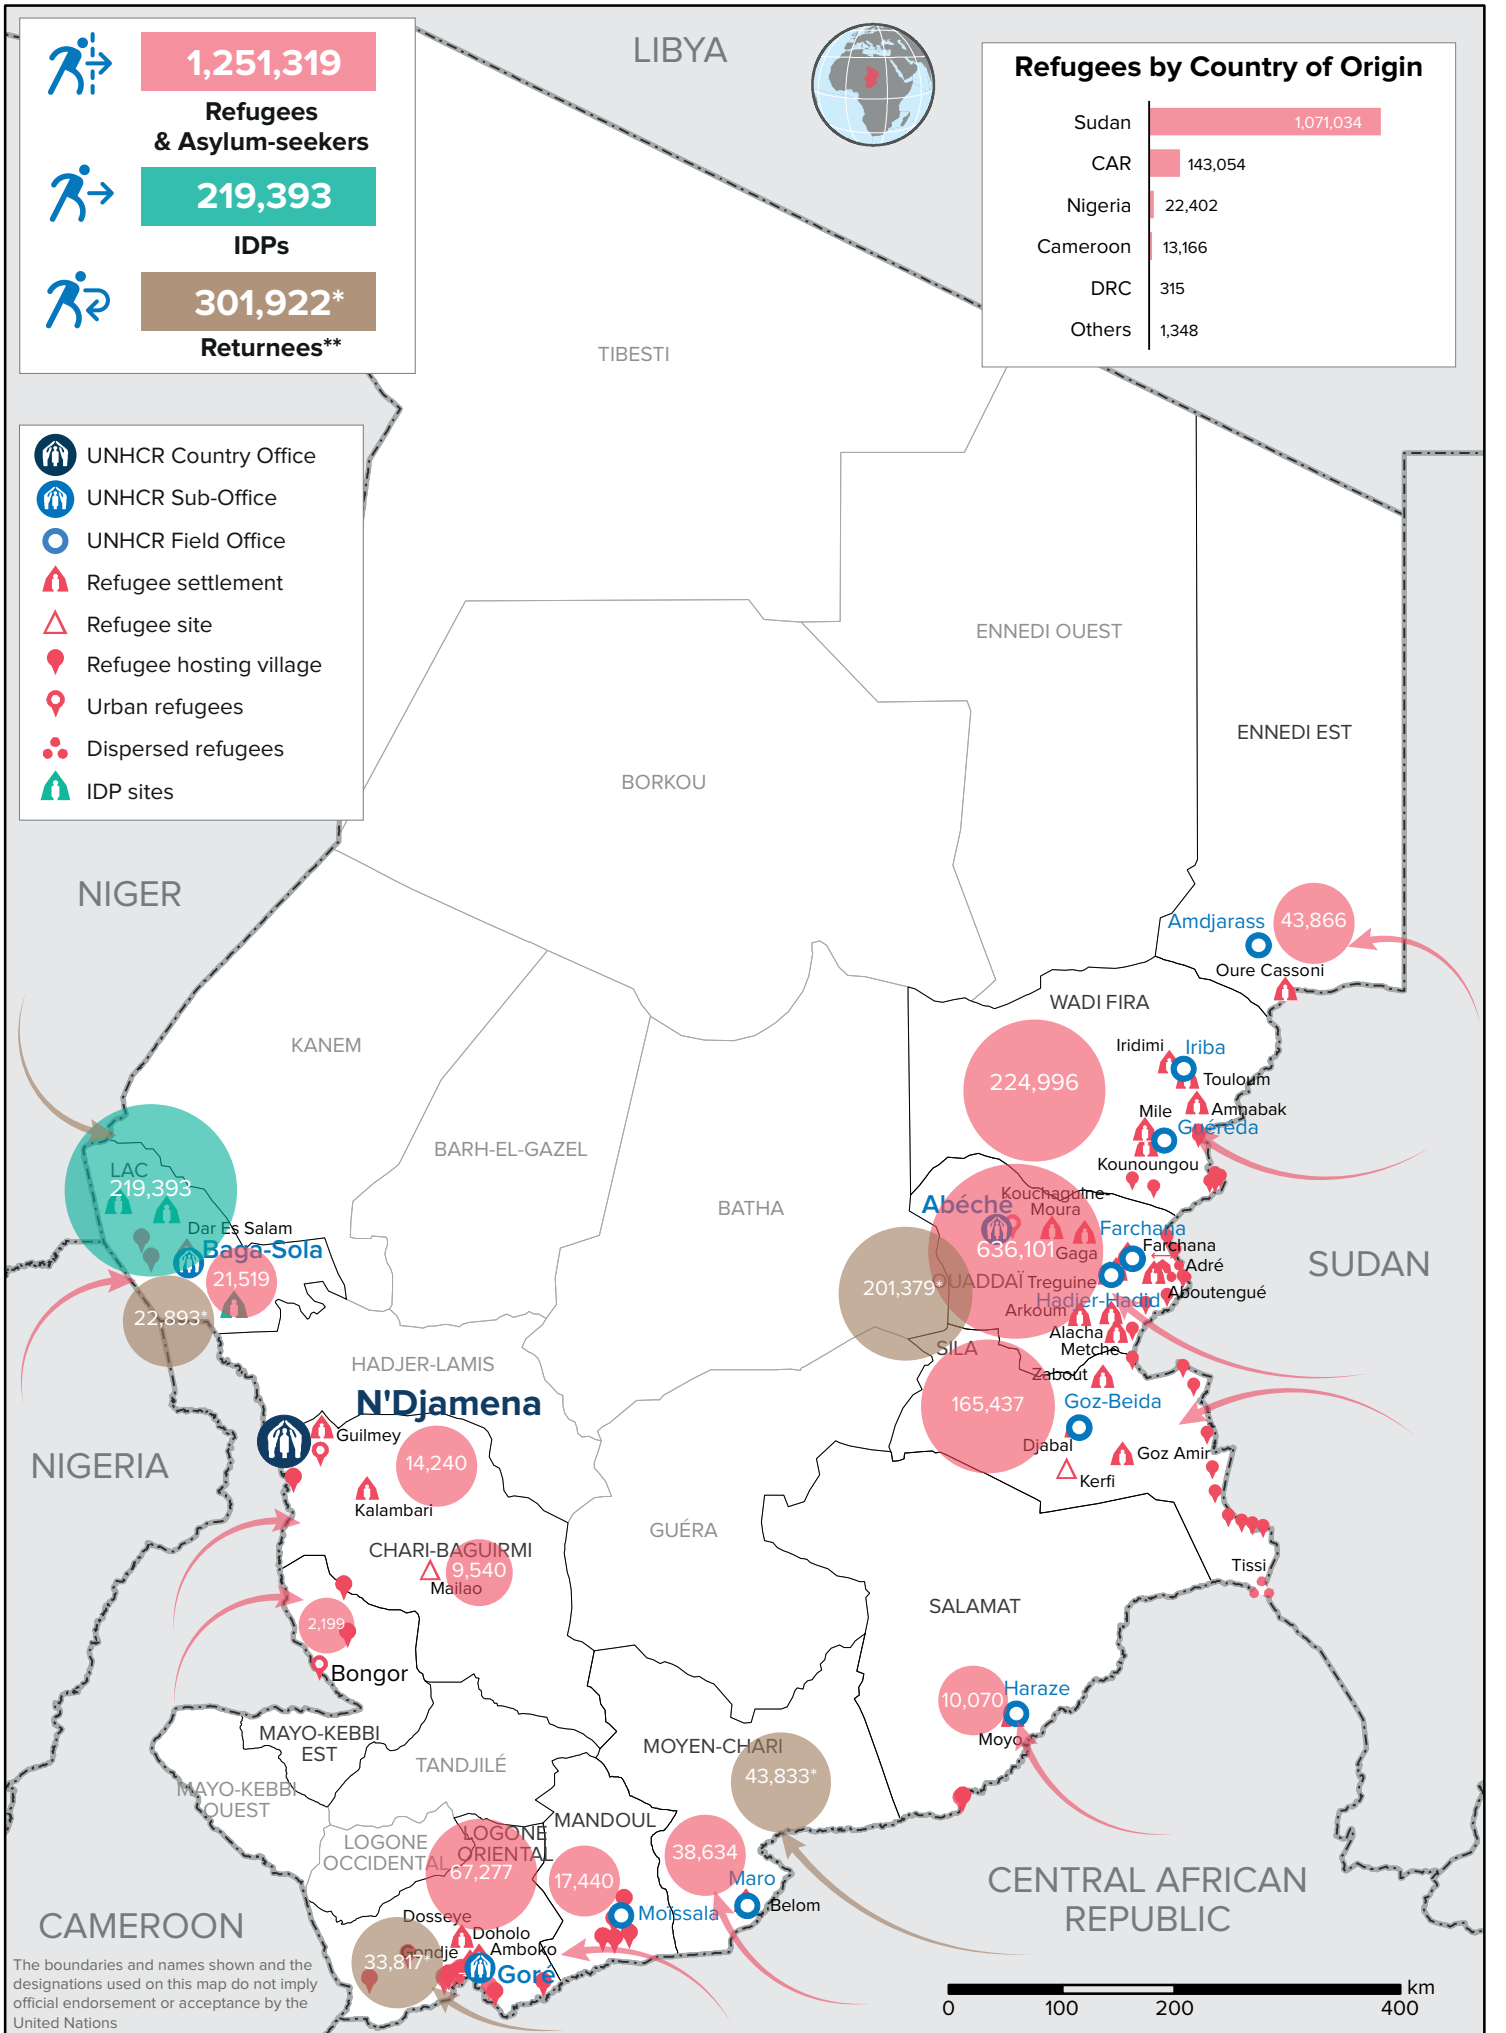 1,251,319
Refugees
& Asylum-seekers
219,393
IDPs
301,922*
Returnees**
LIBYA
Refugees by Country of Origin
Sudan 1,071,034
CAR 143,054
Nigeria 22,402
Cameroon 13,166
DRC 315
Others 1,348
UNHCR Country Office
UNHCR Sub-Office
UNHCR Field Office
Refugee settlement
Refugee site
Refugee hosting village
Urban refugees
Dispersed refugees
IDP sites
TIBESTI
ENNEDI OUEST
ENNEDI EST
BORKOU
NIGER
Amdjarass
43,866
Oure Cassoni
WADI FIRA
KANEM
Iridimi
Iriba
224,996
Touloum
Amnabak
Mile
Guéréda
BARH-EL-GAZEL
Kounoungou
LAC
219,393
BATHA
Kouchaguine-
Moura
Abéché
Dar Es Salam
Baga-Sola
Farchana
Farchana
636,101
Gaga
Adré
SUDAN
21,519
OUADDAÏ
Treguine
201,379*
Aboutengué
Hadjer-Hadid
Arkoum
22,893*
Alacha
Metche
SILA
HADJER-LAMIS
Zabout
N'Djamena
165,437
Goz-Beida
Guilmey
Djabal
Goz Amir
NIGERIA
14,240
Kerfi
Kalambari
GUÉRA
CHARI-BAGUIRMI
9,540
Mailao
Tissi
SALAMAT
2,199
Bongor
Haraze
10,070
Moyo
MAYO-KEBBI
EST
MOYEN-CHARI
TANDJILÉ
43,833*
MAYO-KEBBI
OUEST
MANDOUL
LOGONE
OCCIDENTAL
LOGONE
ORIENTAL
67,277
17,440
38,634
Maro
Belom
CENTRAL AFRICAN
REPUBLIC
Moïssala
Dosseye
Doholo
CAMEROON
Gondje
Amboko
33,817*
Goré
The boundaries and names shown and the
designations used on this map do not imply
official endorsement or acceptance by the
United Nations
km
0 100 200 400